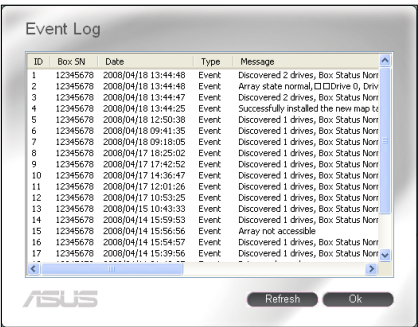 Event Log
ID Box SN Date Type Message
1 12345678 2008/04/18 13:44:48 Event Discovered 2 drives, Box Status Norr
2 12345678 2008/04/18 13:44:48 Event Array state normal, □ □Drive 0, Driv
3 12345678 2008/04/18 13:44:47 Event Discovered 2 drives, Box Status Norr
4 12345678 2008/04/18 13:44:25 Event Successfully installed the new map ta
5 12345678 2008/04/18 12:50:38 Event Discovered 1 drives, Box Status Norr
6 12345678 2008/04/18 09:41:35 Event Discovered 1 drives, Box Status Norr
7 12345678 2008/04/18 09:18:05 Event Discovered 1 drives, Box Status Norr
8 12345678 2008/04/17 18:25:02 Event Discovered 1 drives, Box Status Norr
9 12345678 2008/04/17 17:42:52 Event Discovered 1 drives, Box Status Norr
10 12345678 2008/04/17 14:36:47 Event Discovered 1 drives, Box Status Norr
11 12345678 2008/04/17 12:01:26 Event Discovered 1 drives, Box Status Norr
12 12345678 2008/04/17 10:53:25 Event Discovered 1 drives, Box Status Norr
13 12345678 2008/04/15 10:43:33 Event Discovered 1 drives, Box Status Norr
14 12345678 2008/04/14 15:59:53 Event Discovered 1 drives, Box Status Norr
15 12345678 2008/04/14 15:56:56 Event Array not accessible
16 12345678 2008/04/14 15:54:57 Event Discovered 1 drives, Box Status Norr
17 12345678 2008/04/14 15:39:56 Event Discovered 1 drives, Box Status Norr
ASUS
Refresh Ok